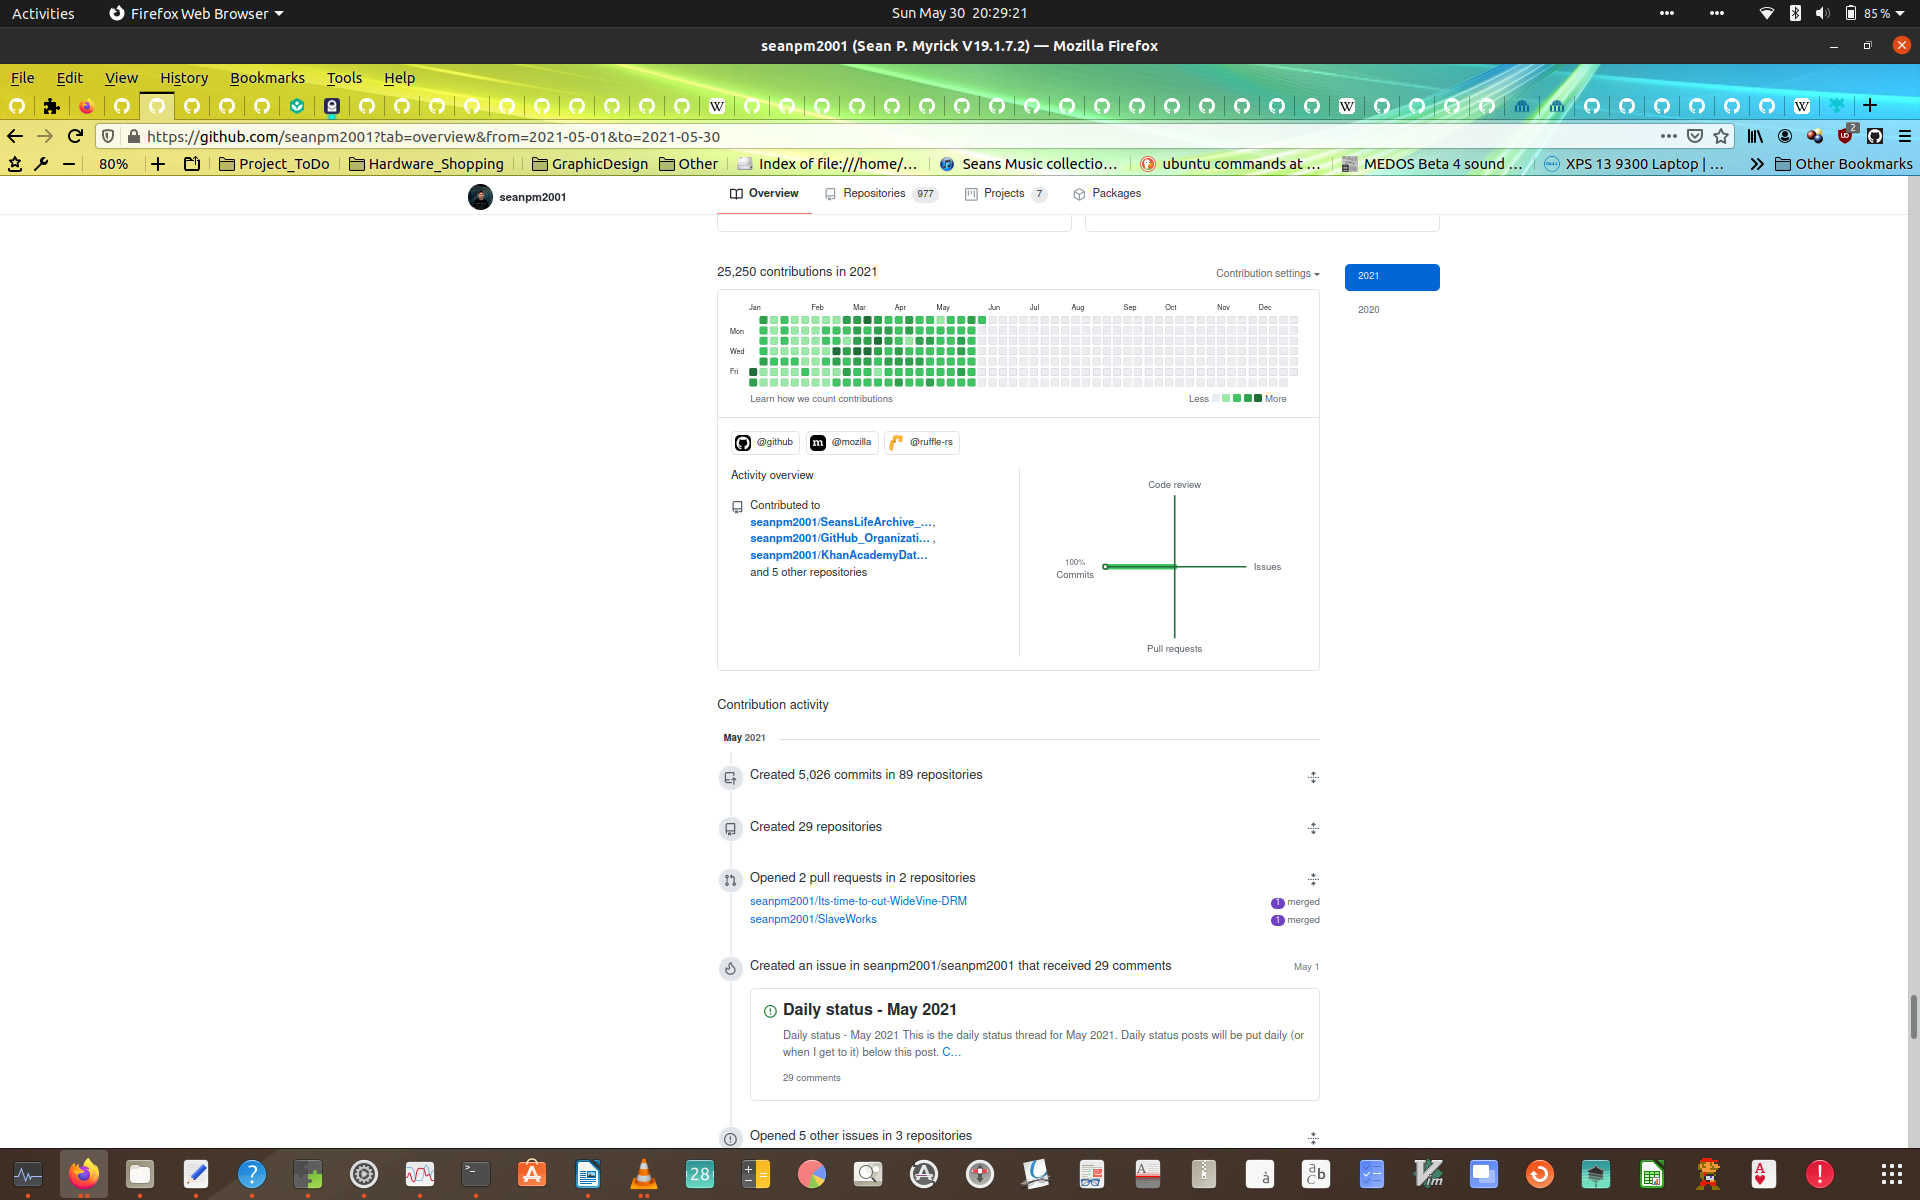 Activities
Firefox Web Browser
Sun May 30 20:29:21
85 %
seanpm2001 (Sean P. Myrick V19.1.7.2) — Mozilla Firefox
File Edit View History Bookmarks Tools Help
https://github.com/seanpm2001?tab=overview&from=2021-05-01&to=2021-05-30
2
80%
Project_ToDo
Hardware_Shopping
GraphicDesign
Other
Index of file:///home/...
Seans Music collectio...
ubuntu commands at ...
MEDOS Beta 4 sound ...
XPS 13 9300 Laptop | ...
Other Bookmarks
seanpm2001
Overview
Repositories 977
Projects 7
Packages
25,250 contributions in 2021
Contribution settings
2021
2020
Jan Feb Mar Apr May Jun Jul Aug Sep Oct Nov Dec
Mon
Wed
Fri
Learn how we count contributions
Less More
@github
@mozilla
@ruffle-rs
Activity overview
Contributed to
seanpm2001/SeansLifeArchive_...,
seanpm2001/GitHub_Organizati... ,
seanpm2001/KhanAcademyDat...
and 5 other repositories
Code review
100%
Commits
Issues
Pull requests
Contribution activity
May 2021
Created 5,026 commits in 89 repositories
Created 29 repositories
Opened 2 pull requests in 2 repositories
seanpm2001/Its-time-to-cut-WideVine-DRM
1 merged
seanpm2001/SlaveWorks
1 merged
Created an issue in seanpm2001/seanpm2001 that received 29 comments
May 1
Daily status - May 2021
Daily status - May 2021 This is the daily status thread for May 2021. Daily status posts will be put daily (or
when I get to it) below this post. C...
29 comments
Opened 5 other issues in 3 repositories
28